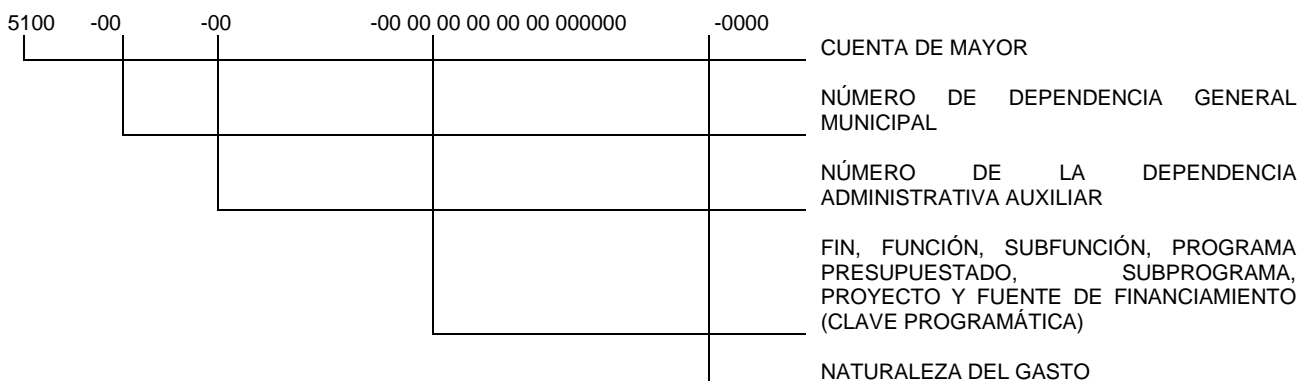 5100 -00 -00 -00 00 00 00 00 00 000000 -0000
CUENTA DE MAYOR
NÚMERO DE DEPENDENCIA GENERAL
MUNICIPAL
NÚMERO DE LA DEPENDENCIA
ADMINISTRATIVA AUXILIAR
FIN, FUNCIÓN, SUBFUNCIÓN, PROGRAMA
PRESUPUESTADO, SUBPROGRAMA,
PROYECTO Y FUENTE DE FINANCIAMIENTO
(CLAVE PROGRAMÁTICA)
NATURALEZA DEL GASTO